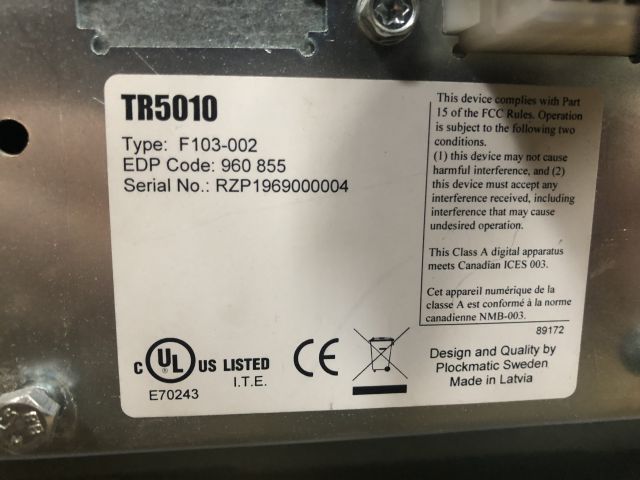 TR5010
Type: F103-002
EDP Code: 960 855
Serial No.: RZP1969000004
This device complies with Part
15 of the FCC Rules. Operation
is subject to the following two
conditions.
(1) this device may not cause
harmful interference, and (2)
this device must accept any
interference received, including
interference that may cause
undesired operation.
This Class A digital apparatus
meets Canadian ICES 003.
Cet appareil numérique de la
classe A est conformé à la norme
canadienne NMB-003.
89172
C UL US LISTED
I.T.E.
E70243
CE
Design and Quality by
Plockmatic Sweden
Made in Latvia